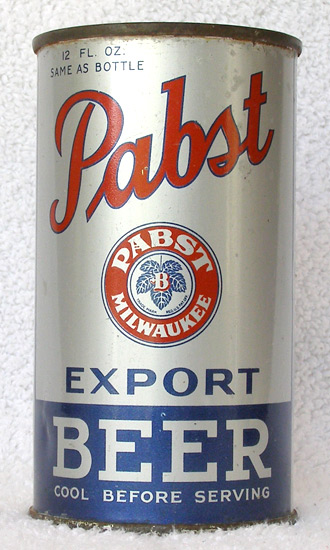 12 FL. OZ.
SAME AS BOTTLE
Pabst
PABST
B
MILWAUKEE
EXPORT
BEER
COOL BEFORE SERVING